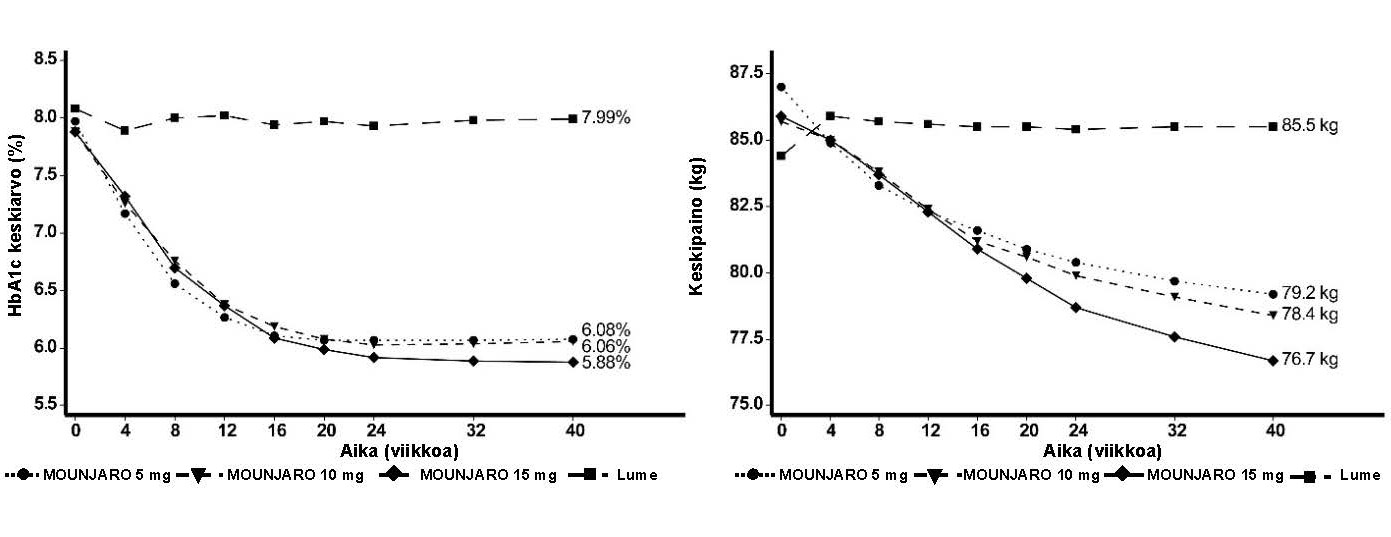 HbA1c keskiarvo (%)
8.5
8.0
7.5
7.0
6.5
6.0
5.5
7.99%
6.08%
6.06%
5.88%
0 4 8 12 16 20 24 32 40
Aika (viikkoa)
MOUNJARO 5 mg MOUNJARO 10 mg MOUNJARO 15 mg Lume
Keskipaino (kg)
87.5
85.0
82.5
80.0
77.5
75.0
85.5 kg
79.2 kg
78.4 kg
76.7 kg
0 4 8 12 16 20 24 32 40
Aika (viikkoa)
MOUNJARO 5 mg MOUNJARO 10 mg MOUNJARO 15 mg Lume